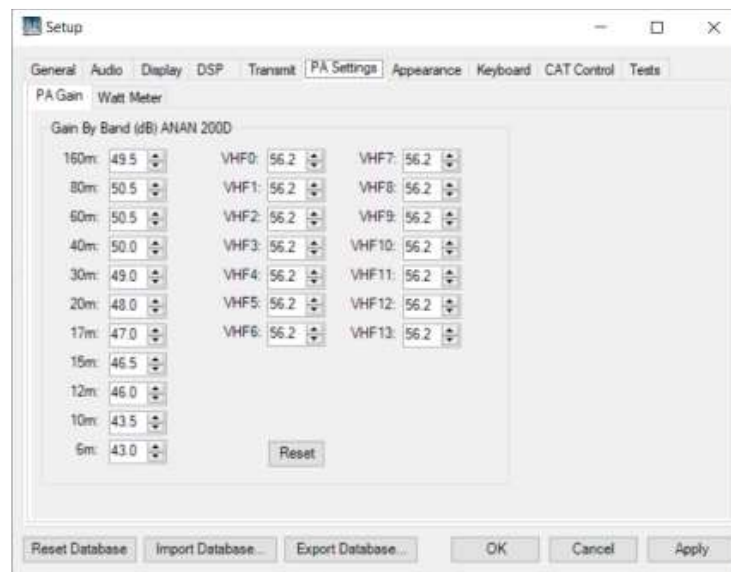 Setup
General Audio Display DSP Transmit PA Settings Appearance Keyboard CAT Control Tests
PA Gain Watt Meter
Gain By Band (dB) ANAN 200D
160m: 49.5 VHF0: 56.2 VHF7: 56.2
80m: 50.5 VHF1: 56.2 VHF8: 56.2
60m: 50.5 VHF2: 56.2 VHF9: 56.2
40m: 50.0 VHF3: 56.2 VHF10: 56.2
30m: 49.0 VHF4: 56.2 VHF11: 56.2
20m: 48.0 VHF5: 56.2 VHF12: 56.2
17m: 47.0 VHF6: 56.2 VHF13: 56.2
15m: 46.5
12m: 46.0
10m: 43.5
6m: 43.0 Reset
Reset Database Import Database... Export Database... OK Cancel Apply